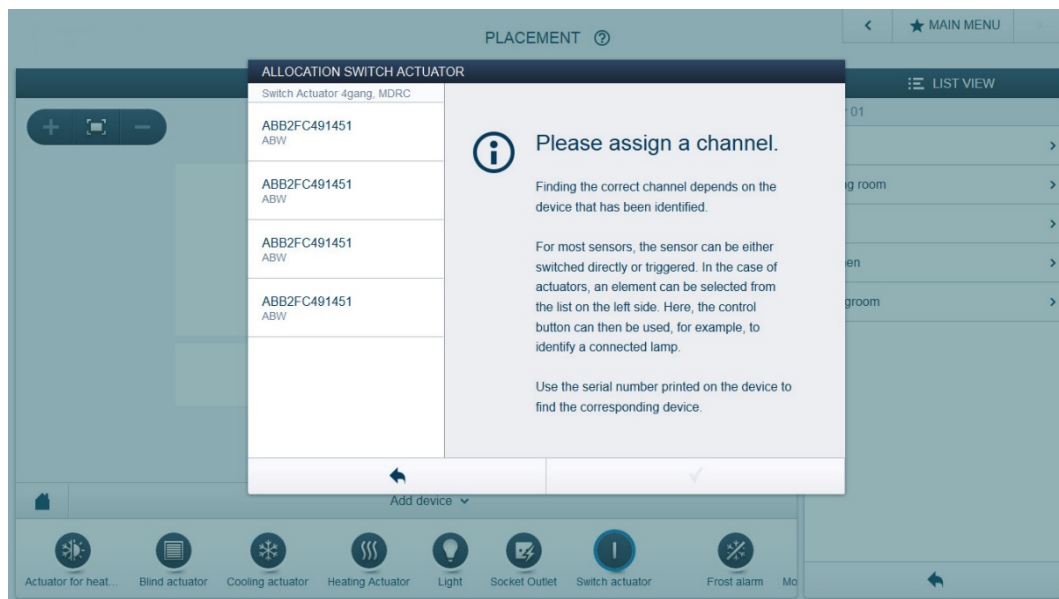 PLACEMENT ?
★ MAIN MENU
ALLOCATION SWITCH ACTUATOR
LIST VIEW
Switch Actuator 4gang, MDRC
01
ABB2FC491451
ABW
ABB2FC491451
ABW
ABB2FC491451
ABW
ABB2FC491451
ABW
Please assign a channel.
Finding the correct channel depends on the
device that has been identified.
For most sensors, the sensor can be either
switched directly or triggered. In the case of
actuators, an element can be selected from
the list on the left side. Here, the control
button can then be used, for example, to
identify a connected lamp.
Use the serial number printed on the device to
find the corresponding device.
g room
en
groom
Add device
Actuator for heat...
Blind actuator
Cooling actuator
Heating Actuator
Light
Socket Outlet
Switch actuator
Frost alarm
Mo